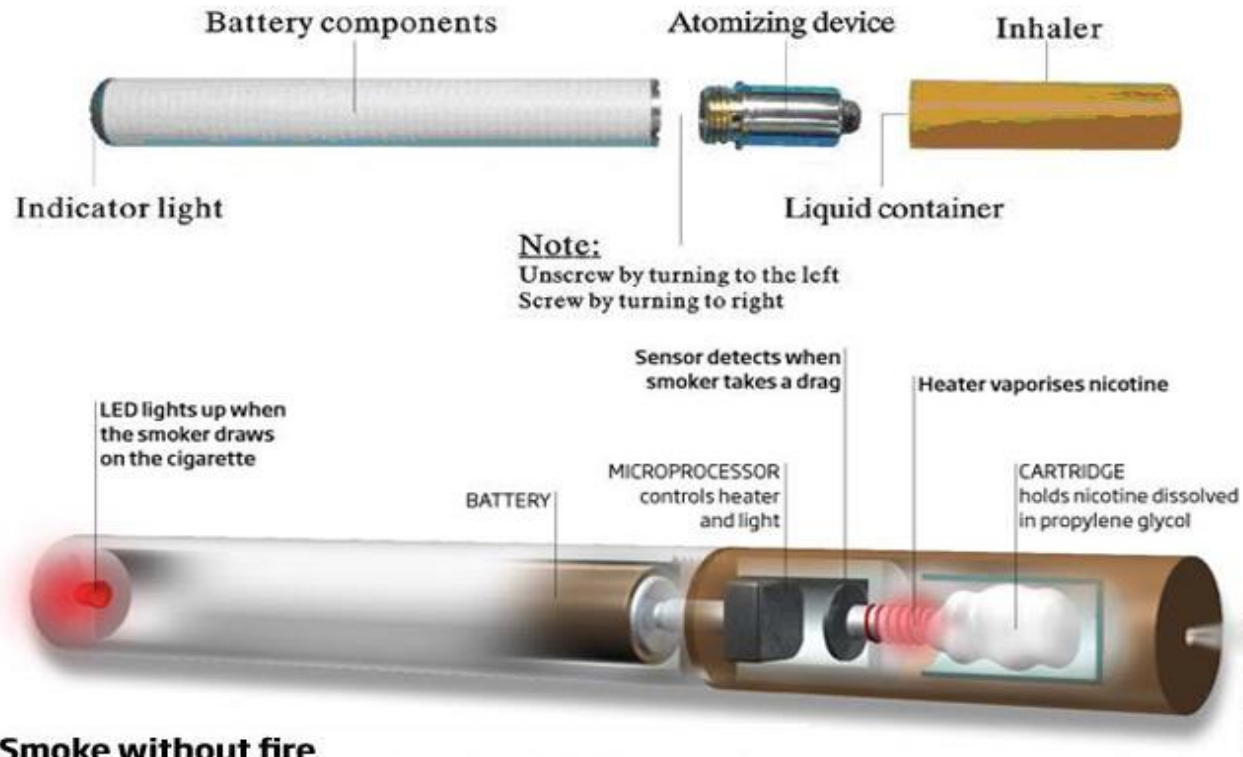 Battery components
Atomizing device
Inhaler
Indicator light
Liquid container
Note:
Unscrew by turning to the left
Screw by turning to right
Sensor detects when
smoker takes a drag
Heater vaporises nicotine
LED lights up when
the smoker draws
on the cigarette
BATTERY
MICROPROCESSOR
controls heater
and light
CARTRIDGE
holds nicotine dissolved
in propylene glycol
Smoke without fire